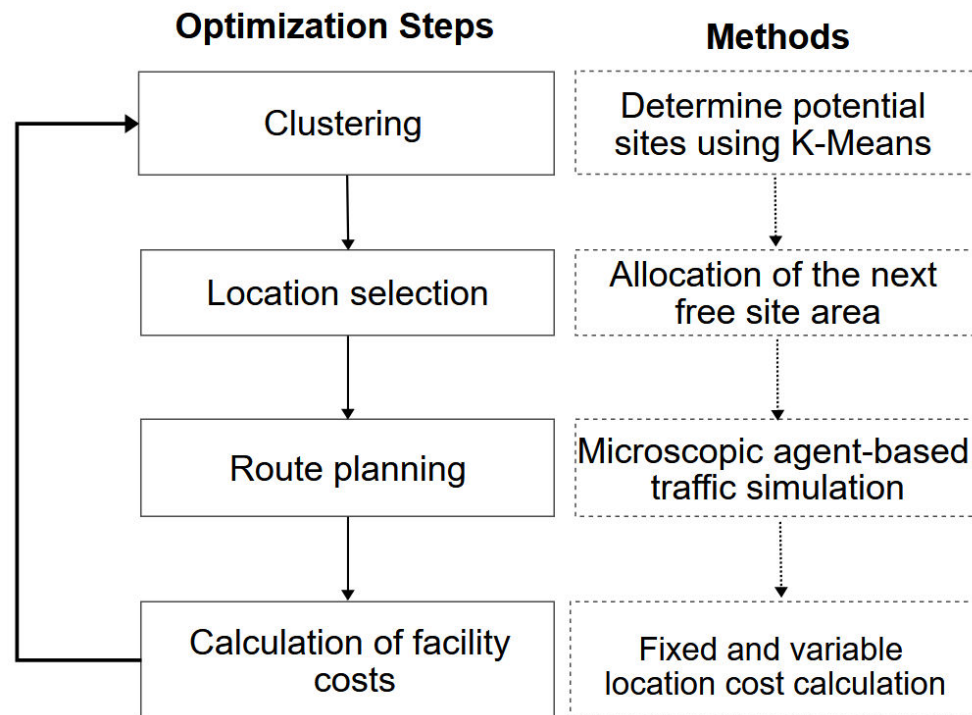 Optimization Steps
Methods
Clustering
Determine potential
sites using K-Means
Location selection
Allocation of the next
free site area
Route planning
Microscopic agent-based
traffic simulation
Calculation of facility
costs
Fixed and variable
location cost calculation